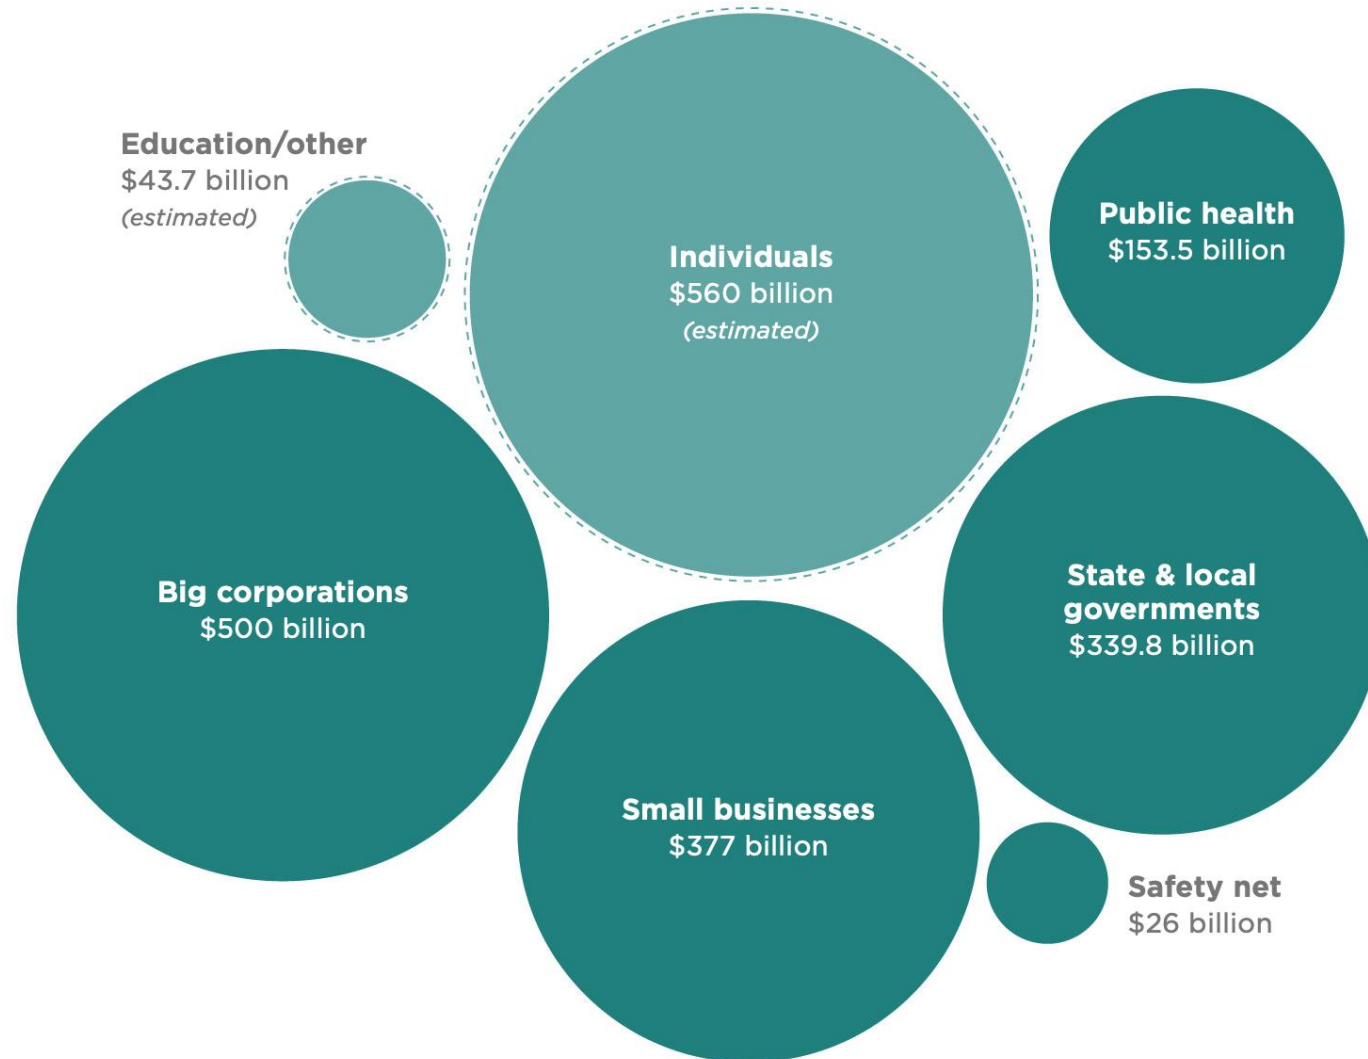 Education/other
$43.7 billion
(estimated)
Individuals
$560 billion
(estimated)
Public health
$153.5 billion
Big corporations
$500 billion
State & local
governments
$339.8 billion
Small businesses
$377 billion
Safety net
$26 billion